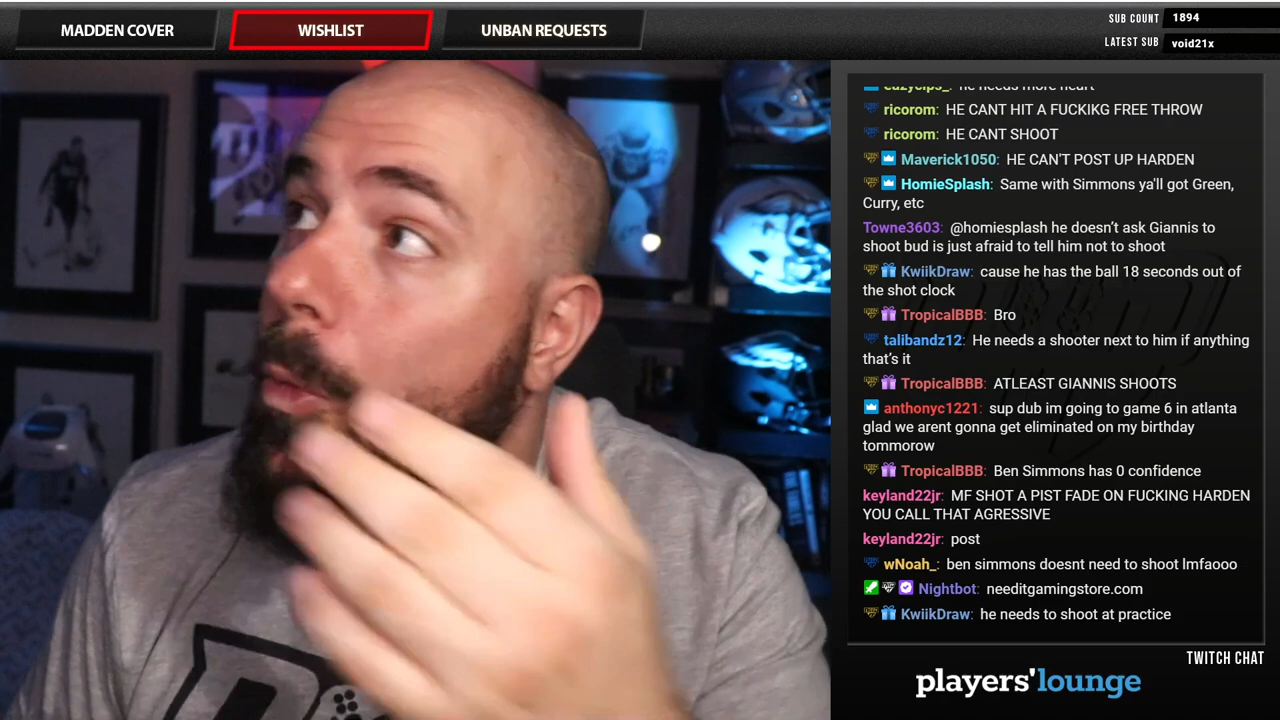 MADDEN COVER
WISHLIST
UNBAN REQUESTS
SUB COUNT 1894
LATEST SUB void21x
he needs more heart
ricorom: HE CANT HIT A FUCKIKG FREE THROW
ricorom: HE CANT SHOOT
Maverick1050: HE CAN'T POST UP HARDEN
HomieSplash: Same with Simmons ya'll got Green,
Curry, etc
Towne3603: @homiesplash he doesn't ask Giannis to
shoot bud is just afraid to tell him not to shoot
KwiikDraw: cause he has the ball 18 seconds out of
the shot clock
TropicalBBB: Bro
talibandz12: He needs a shooter next to him if anything
that's it
TropicalBBB: ATLEAST GIANNIS SHOOTS
anthonyc1221: sup dub im going to game 6 in atlanta
glad we arent gonna get eliminated on my birthday
tommorow
TropicalBBB: Ben Simmons has 0 confidence
keyland22jr: MF SHOT A PIST FADE ON FUCKING HARDEN
YOU CALL THAT AGRESSIVE
keyland22jr: post
wNoah_: ben simmons doesnt need to shoot lmfaooo
Nightbot: needitgamingstore.com
KwiikDraw: he needs to shoot at practice
TWITCH CHAT
players'lounge